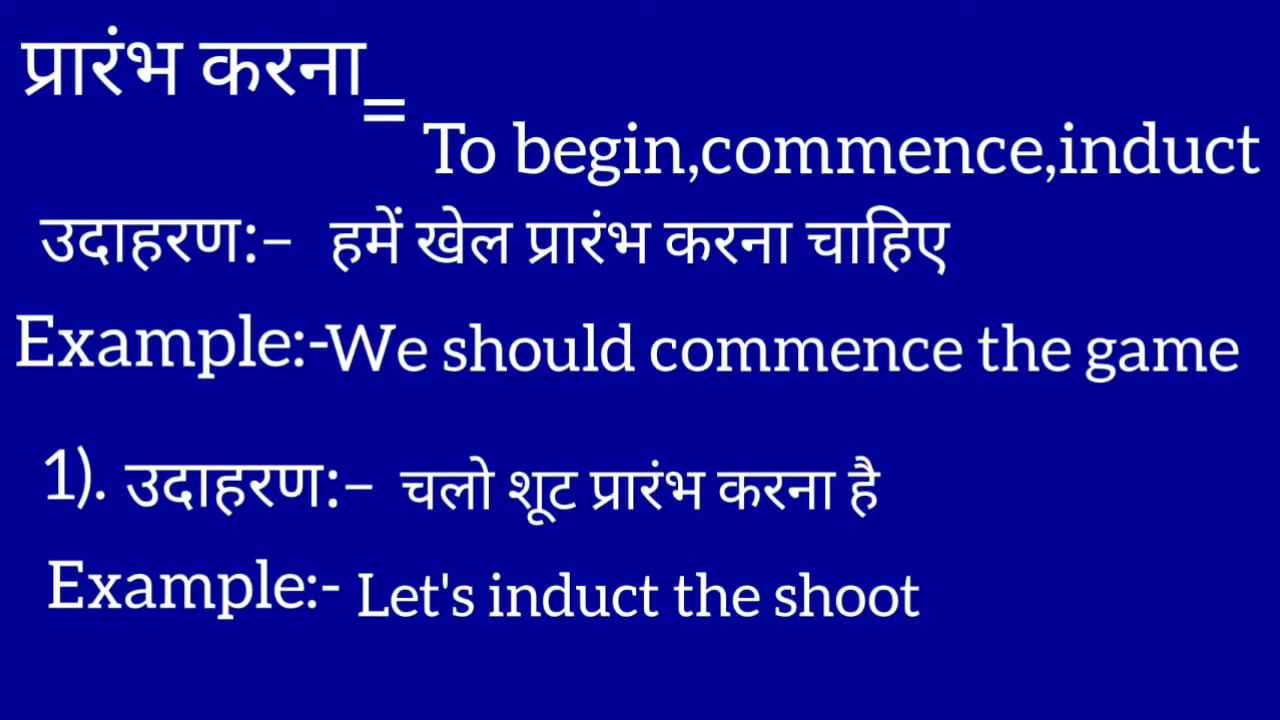 प्रारंभ करना=
To begin,commence,induct
उदाहरण:– हमें खेल प्रारंभ करना चाहिए
Example:-We should commence the game
1). उदाहरण:– चलो शूट प्रारंभ करना है
Example:- Let's induct the shoot